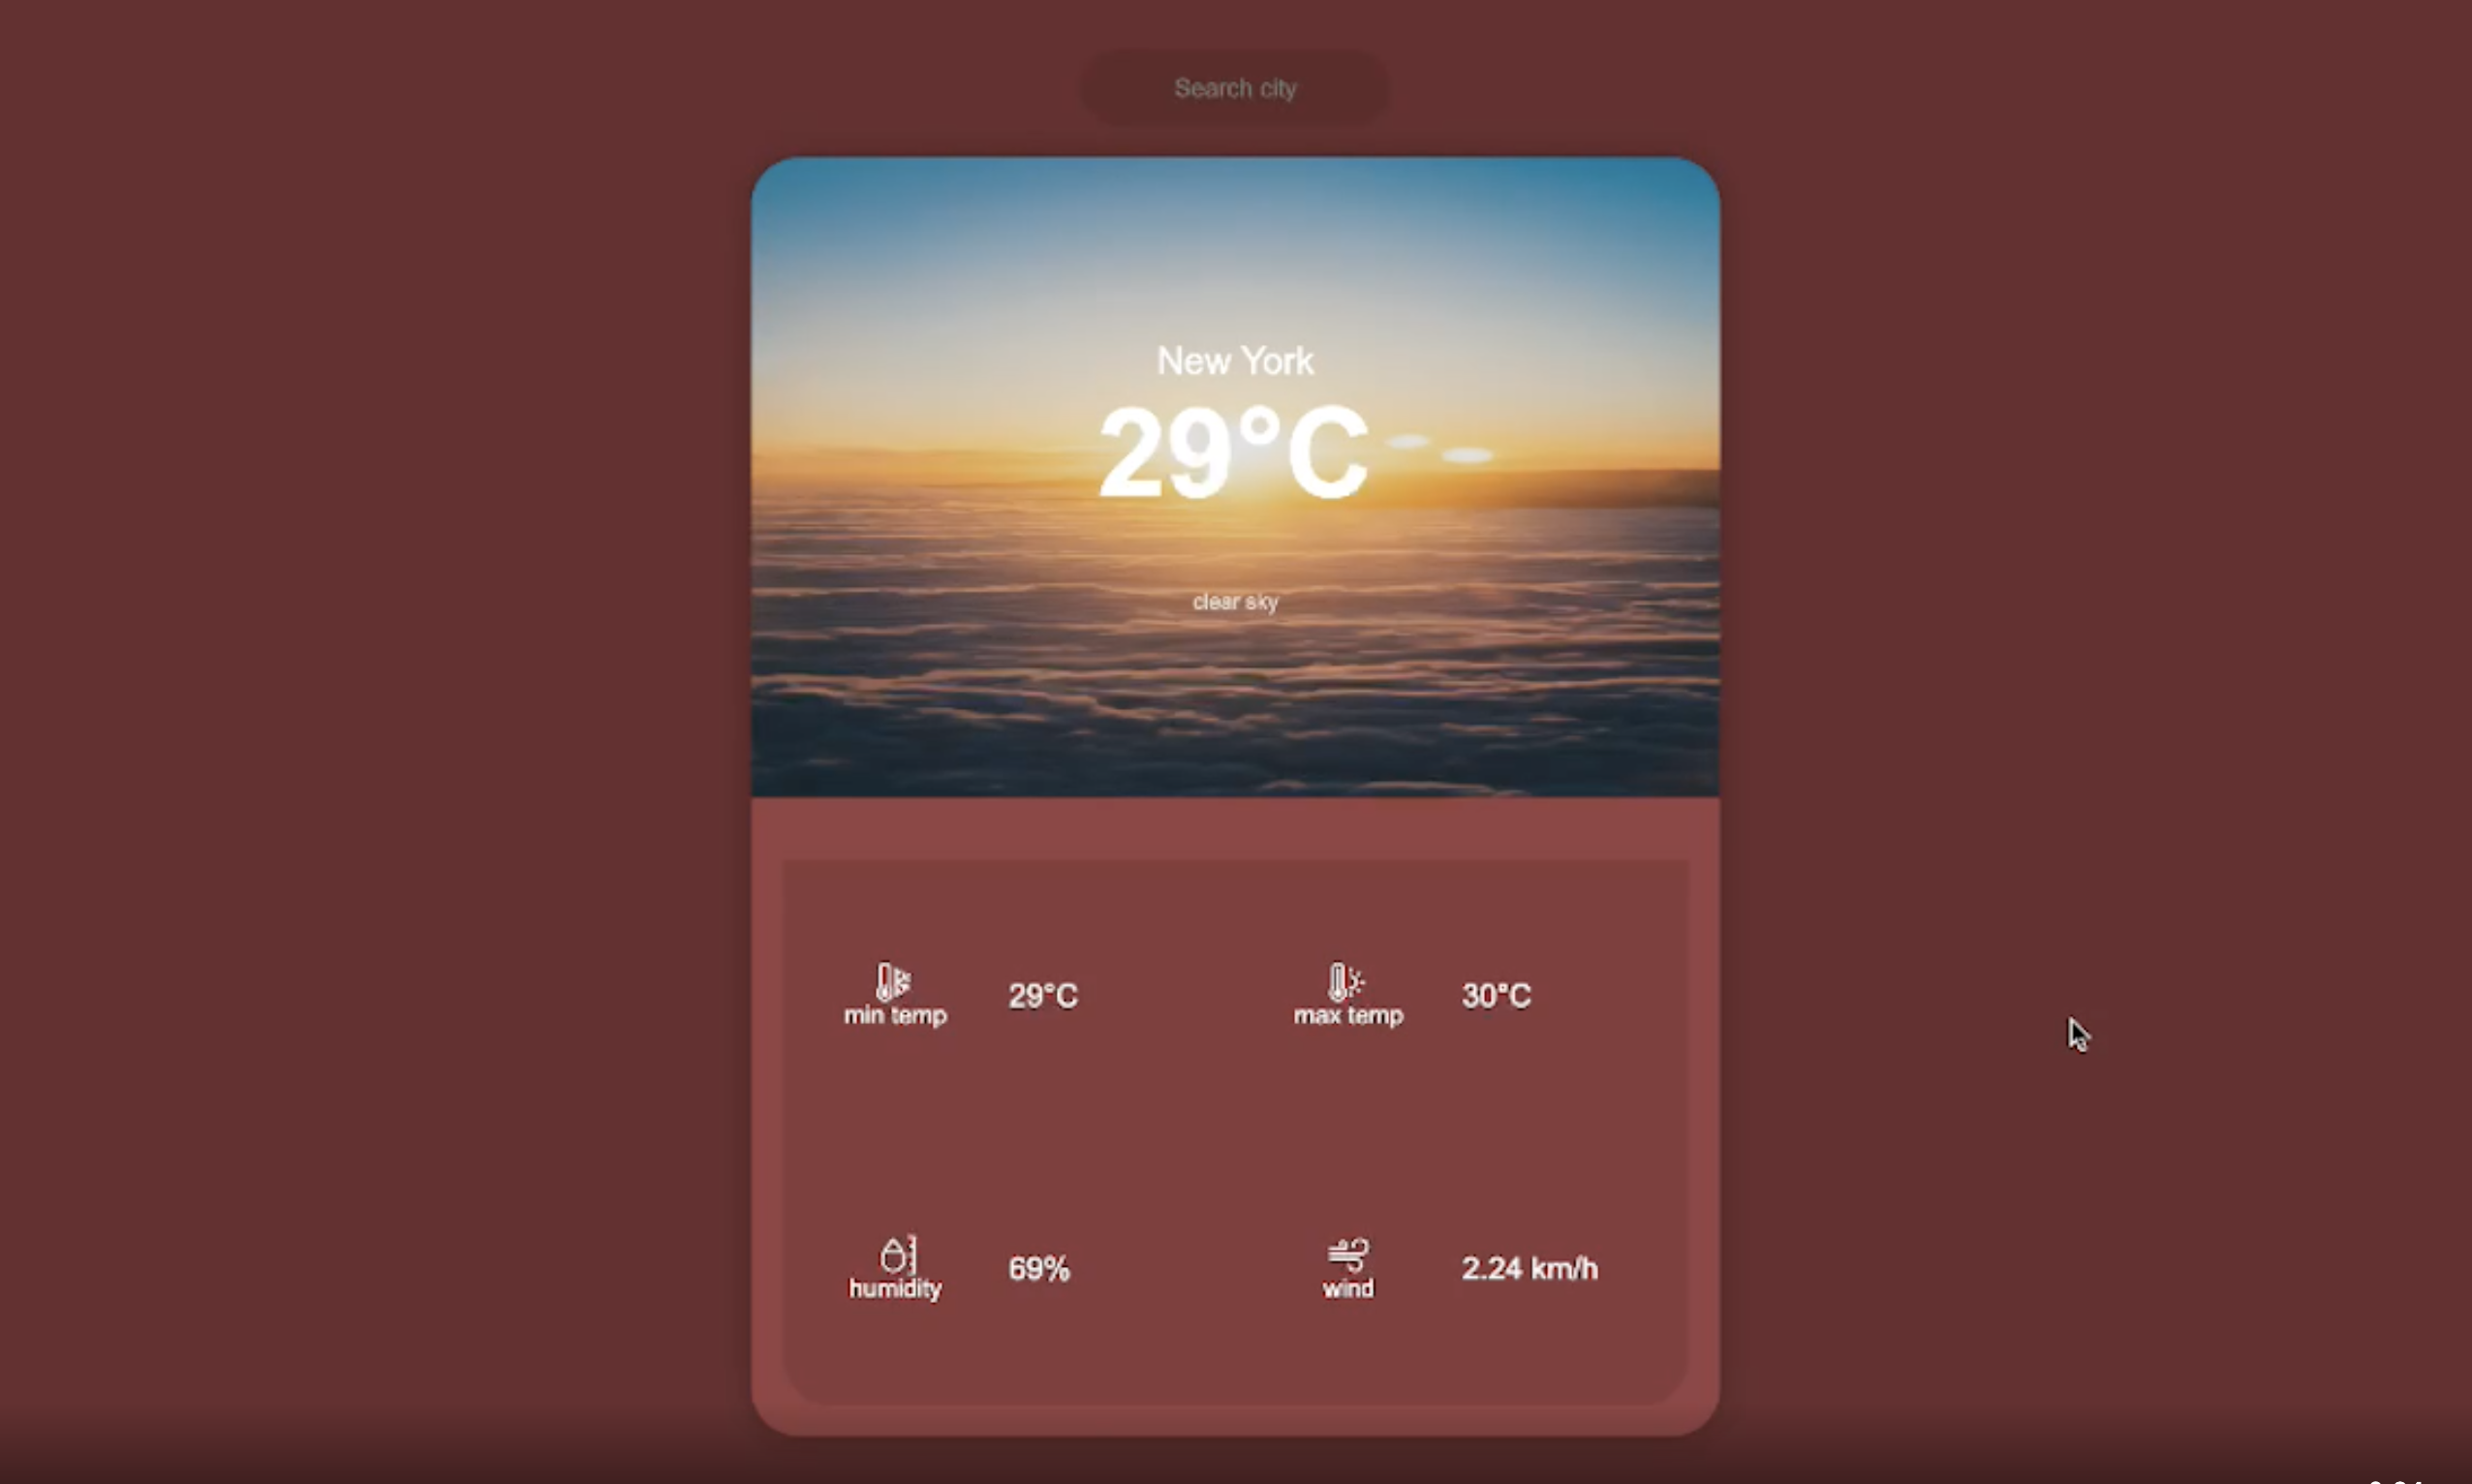 Search city
New York
29°C
clear sky
min temp 29°C
max temp 30°C
humidity 69%
wind 2.24 km/h